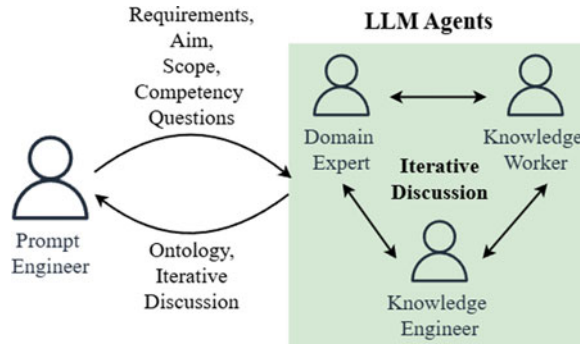 Requirements,
Aim,
Scope,
Competency
Questions
Prompt
Engineer
Ontology,
Iterative
Discussion
LLM Agents
Domain
Expert
Knowledge
Worker
Iterative
Discussion
Knowledge
Engineer